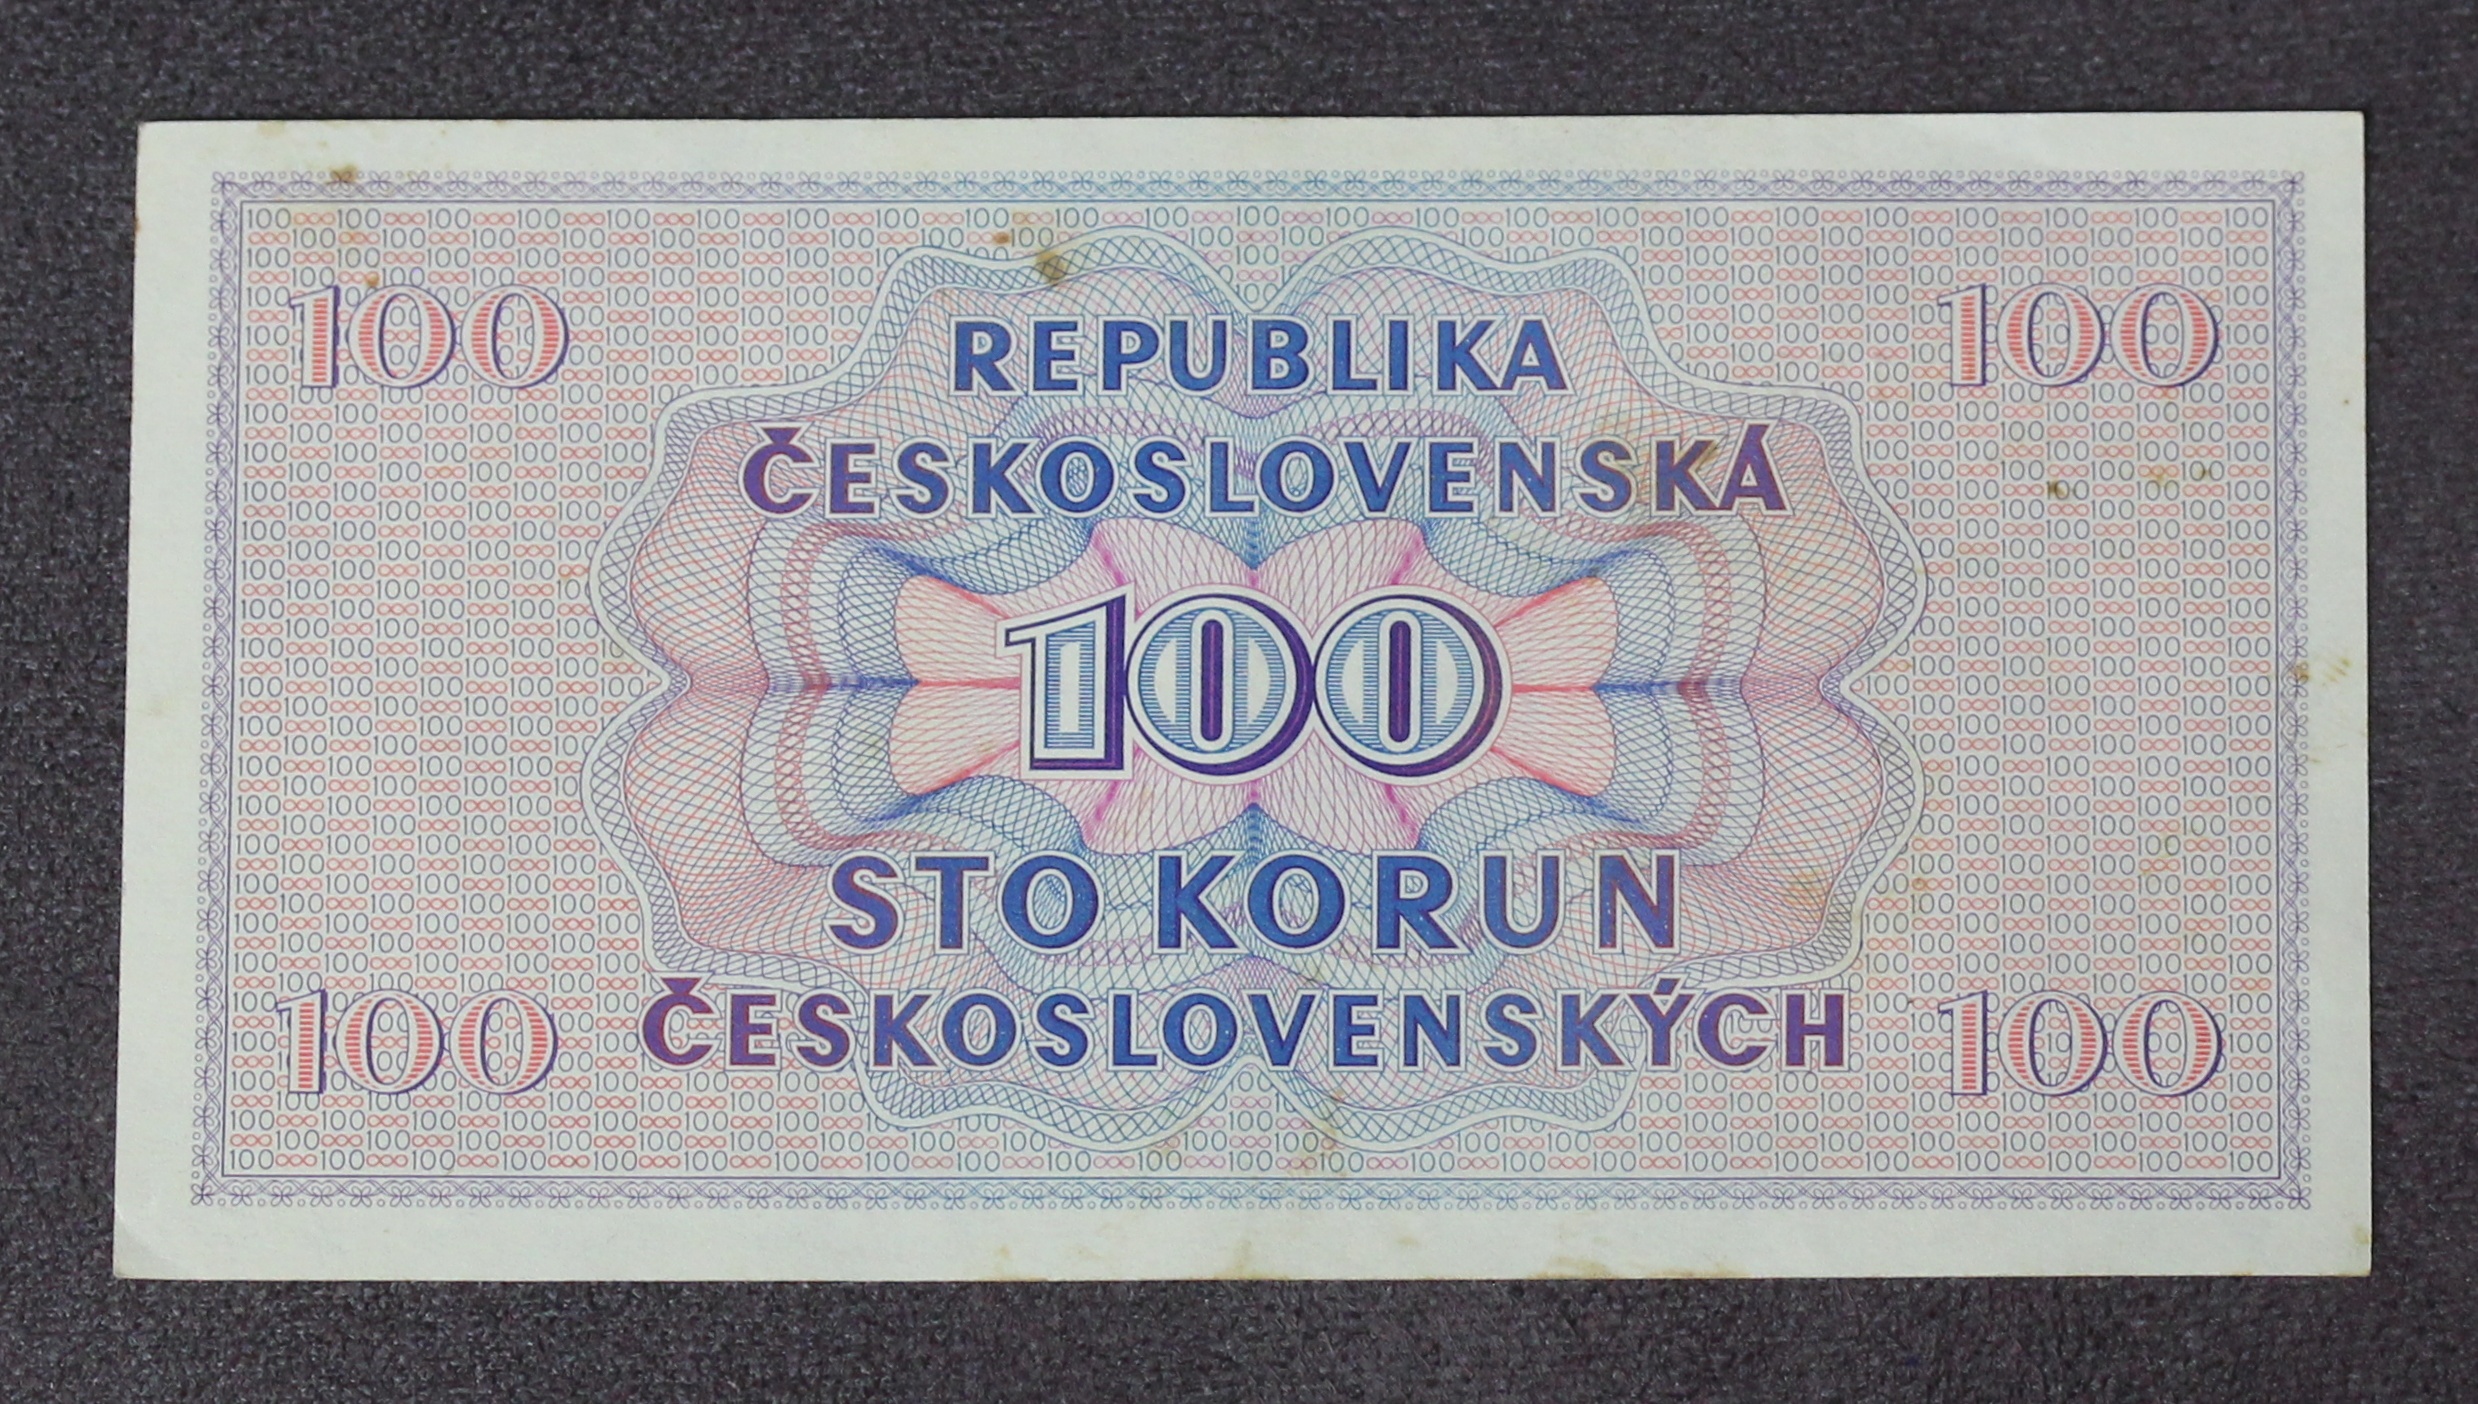 100 100
REPUBLIKA
ČESKOSLOVENSKÁ
100
STO KORUN
100 ČESKOSLOVENSKÝCH 100